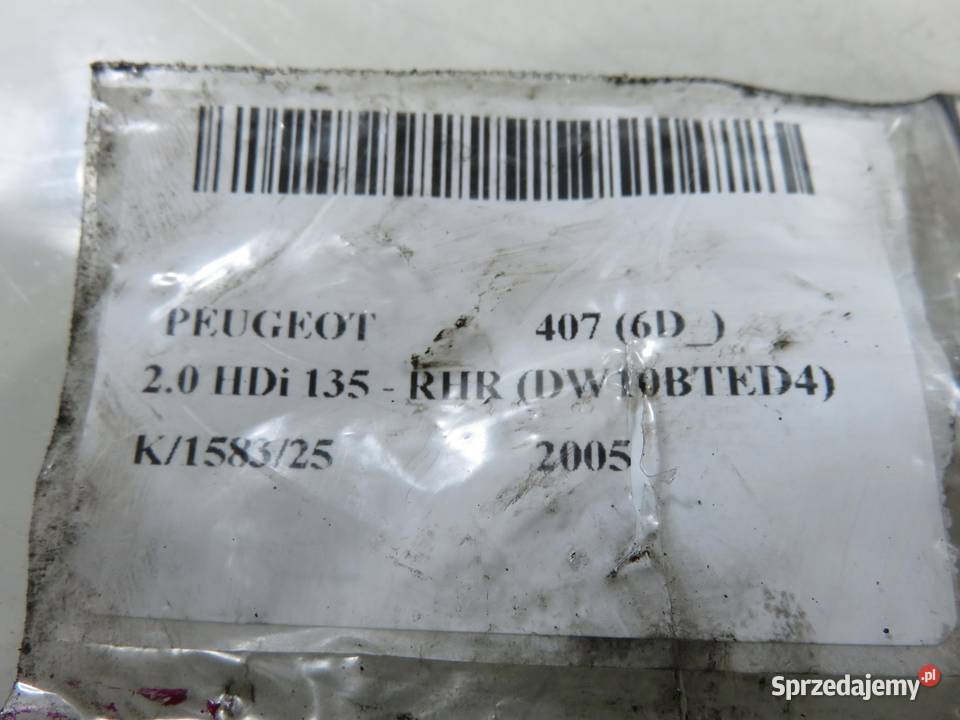 PEUGEOT 407 (6D_)
2.0 HDi 135 - RHR (DW10BTED4)
K/1583/25 2005
Sprzedajemy.pl